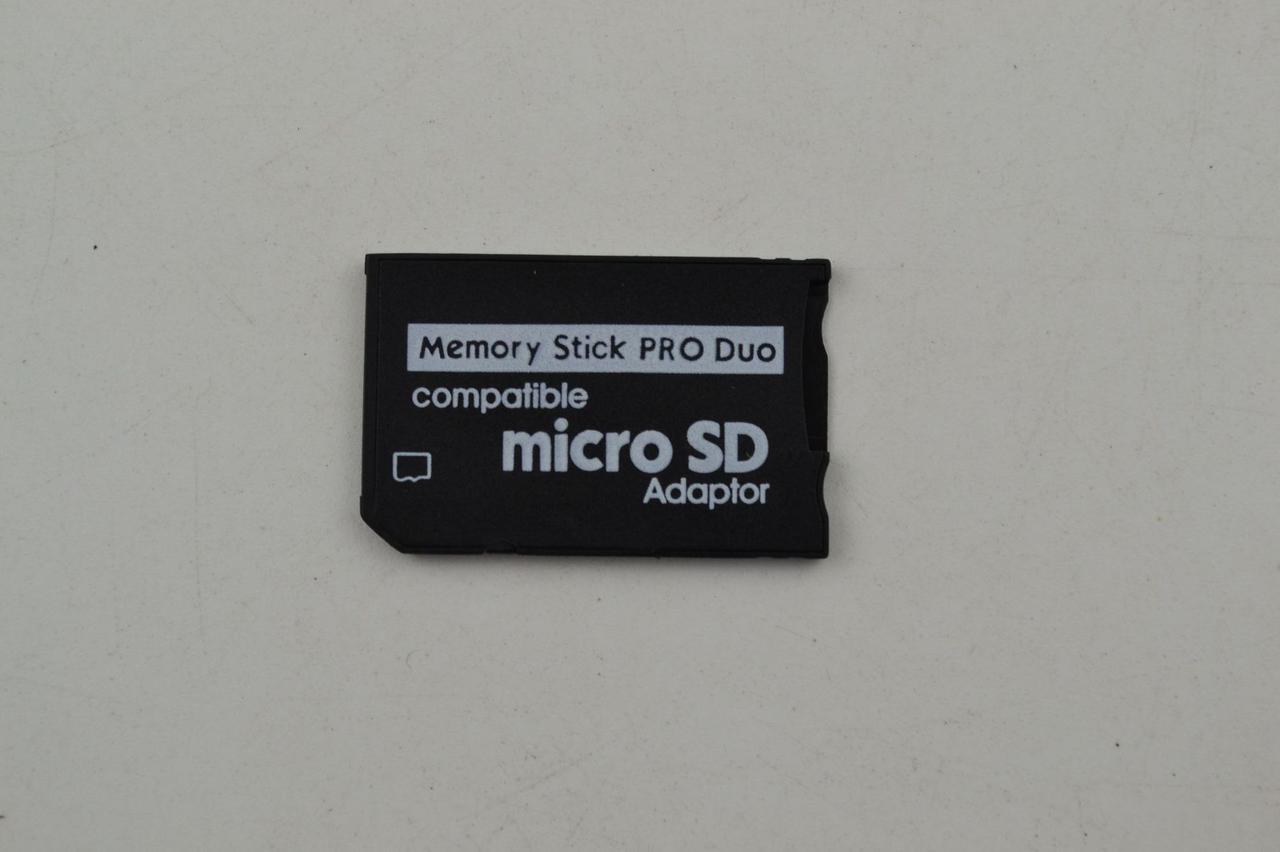 Memory Stick PRO Duo
compatible
micro SD
Adaptor